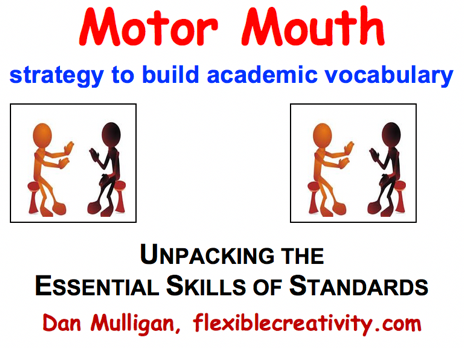 Motor Mouth
strategy to build academic vocabulary
UNPACKING THE
ESSENTIAL SKILLS OF STANDARDS
Dan Mulligan, flexiblecreativity.com